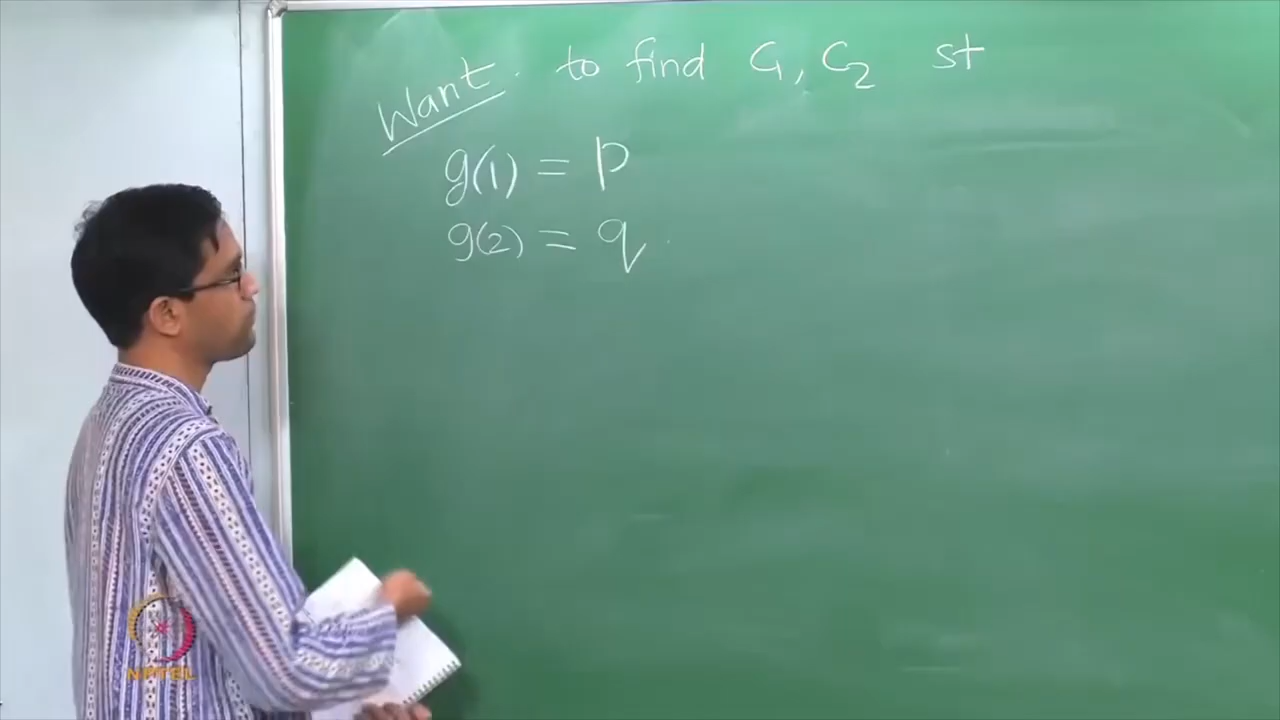 Want. to find C1, C2 st
g(1) = p
g(2) = q.
NPTEL